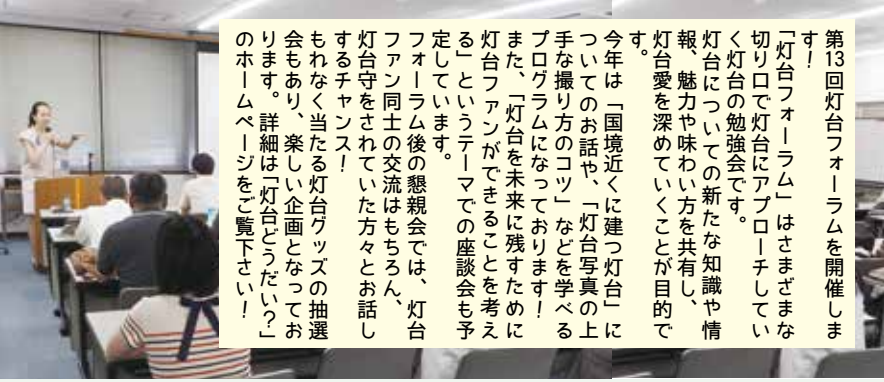 第13回灯台フォーラムを開催しま
す!
「灯台フォーラム」はさまざまな
切り口で灯台にアプローチしてい
く灯台の勉強会です。
灯台についての新たな知識や情
報、魅力や味わい方を共有し、
灯台愛を深めていくことが目的で
す。
今年は「国境近くに建つ灯台」に
ついてのお話や、「灯台写真の上
手な撮り方のコツ」などを学べる
プログラムになっております!
また、「灯台を未来に残すために
灯台ファンができることを考え
る」というテーマでの座談会も予
定しています。
フォーラム後の懇親会では、灯台
ファン同士の交流はもちろん、
灯台守をされていた方々とお話し
するチャンス!
もれなく当たる灯台グッズの抽選
会もあり、楽しい企画となってお
ります。詳細は「灯台どうだい?」
のホームページをご覧下さい!